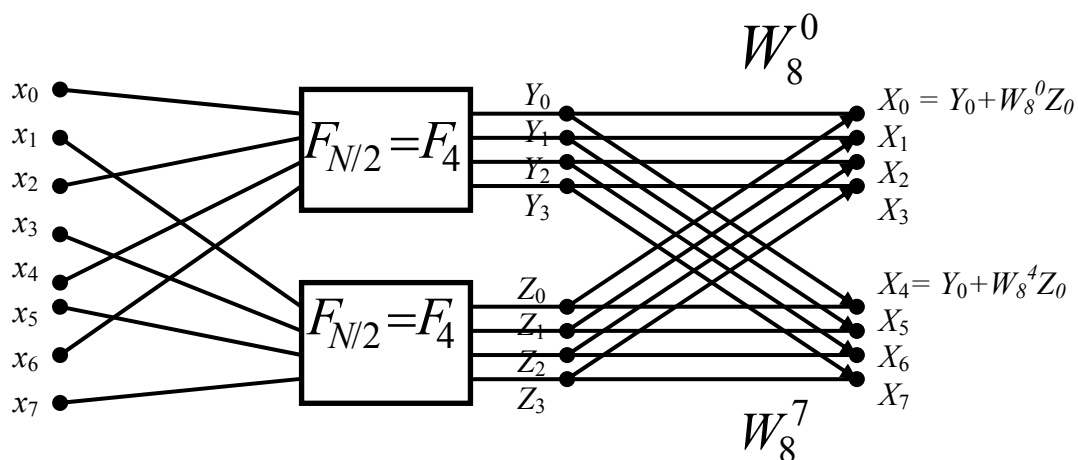 W_8^0
x_0
x_1
x_2
x_3
x_4
x_5
x_6
x_7
F_{N/2}=F_4
F_{N/2}=F_4
Y_0
Y_1
Y_2
Y_3
Z_0
Z_1
Z_2
Z_3
X_0 = Y_0+W_8^0Z_0
X_1
X_2
X_3
X_4= Y_0+W_8^4Z_0
X_5
X_6
X_7
W_8^7